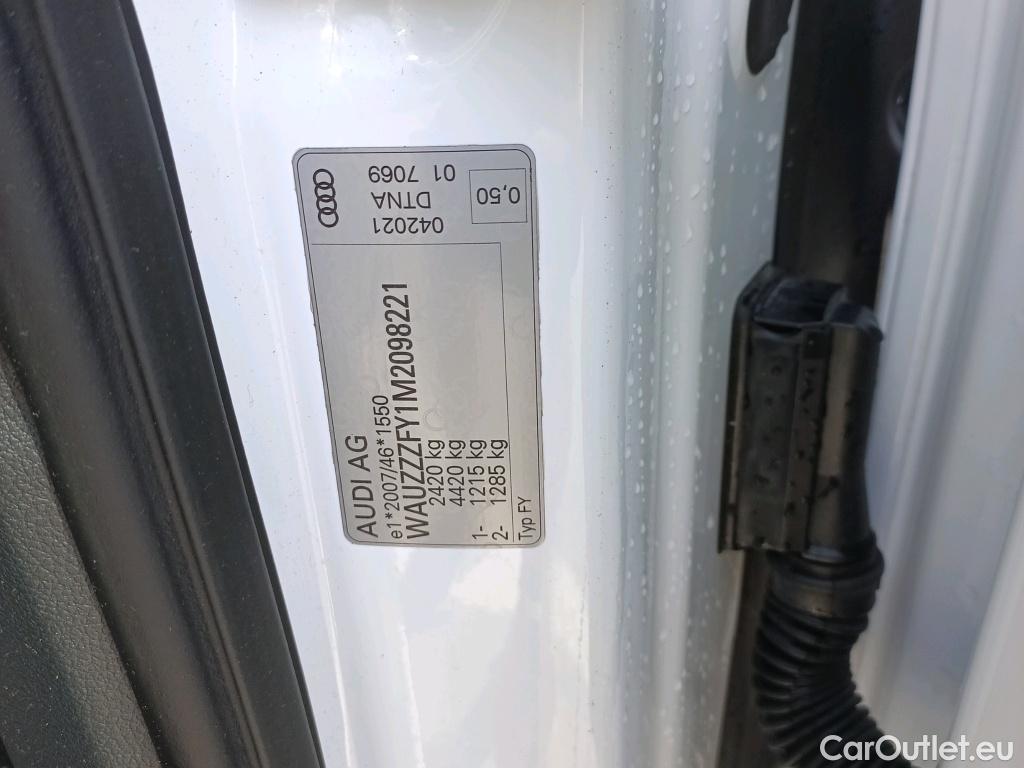 AUDI AG
e1*2007/46*1550
WAUZZZFY1M2098221
2420 kg
4420 kg
1- 1215 kg
2- 1285 kg
Typ FY
042021
DTNA
01 7069
0,50
CarOutlet.eu